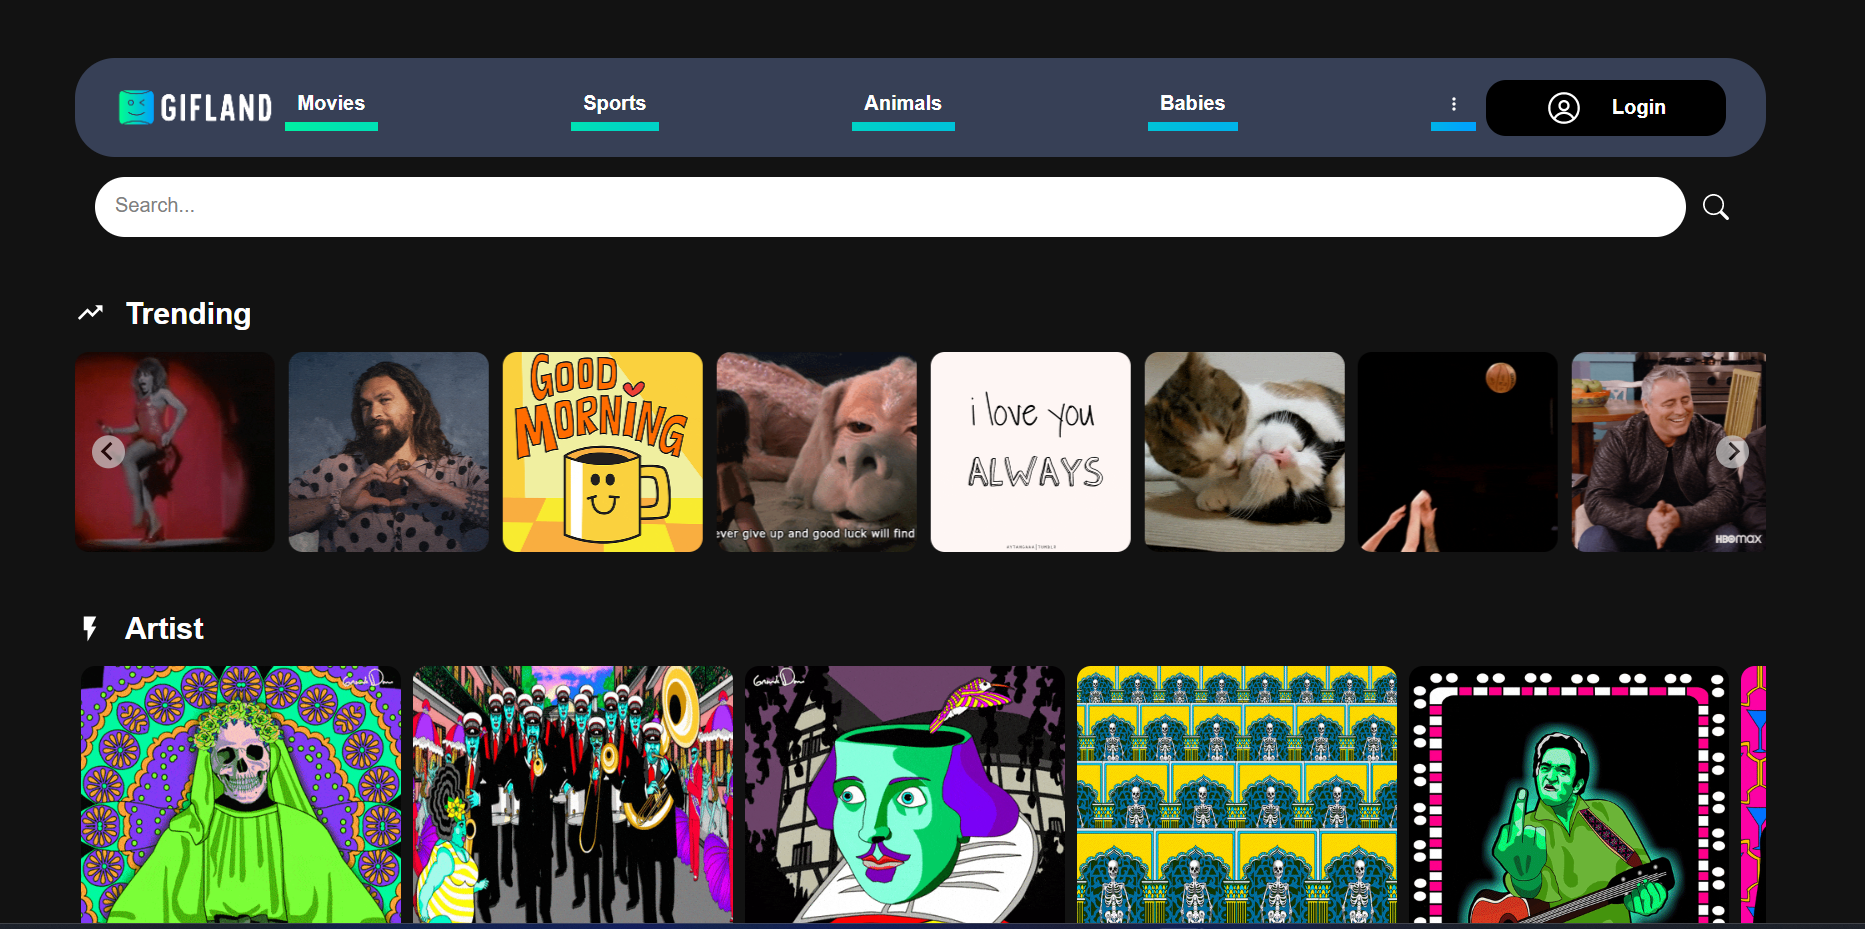 GIFLAND
Movies
Sports
Animals
Babies
Login
Search...
Trending
GOOD
MORNING
ever give up and good luck will find
i love you
ALWAYS
HBOmax
Artist